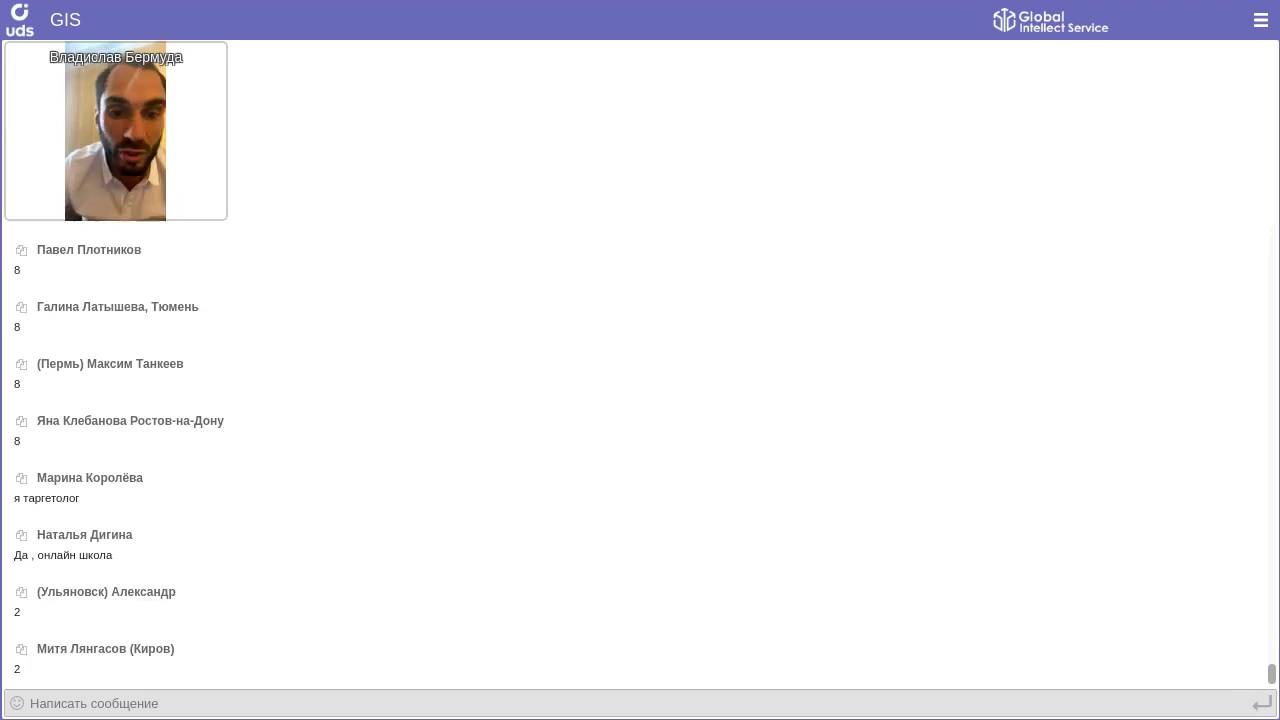 uds
GIS
Global
Intellect Service
Владислав Бермуда
Павел Плотников
8
Галина Латышева, Тюмень
8
(Пермь) Максим Танкеев
8
Яна Клебанова Ростов-на-Дону
8
Марина Королёва
я таргетолог
Наталья Дигина
Да , онлайн школа
(Ульяновск) Александр
2
Митя Лянгасов (Киров)
2
Написать сообщение